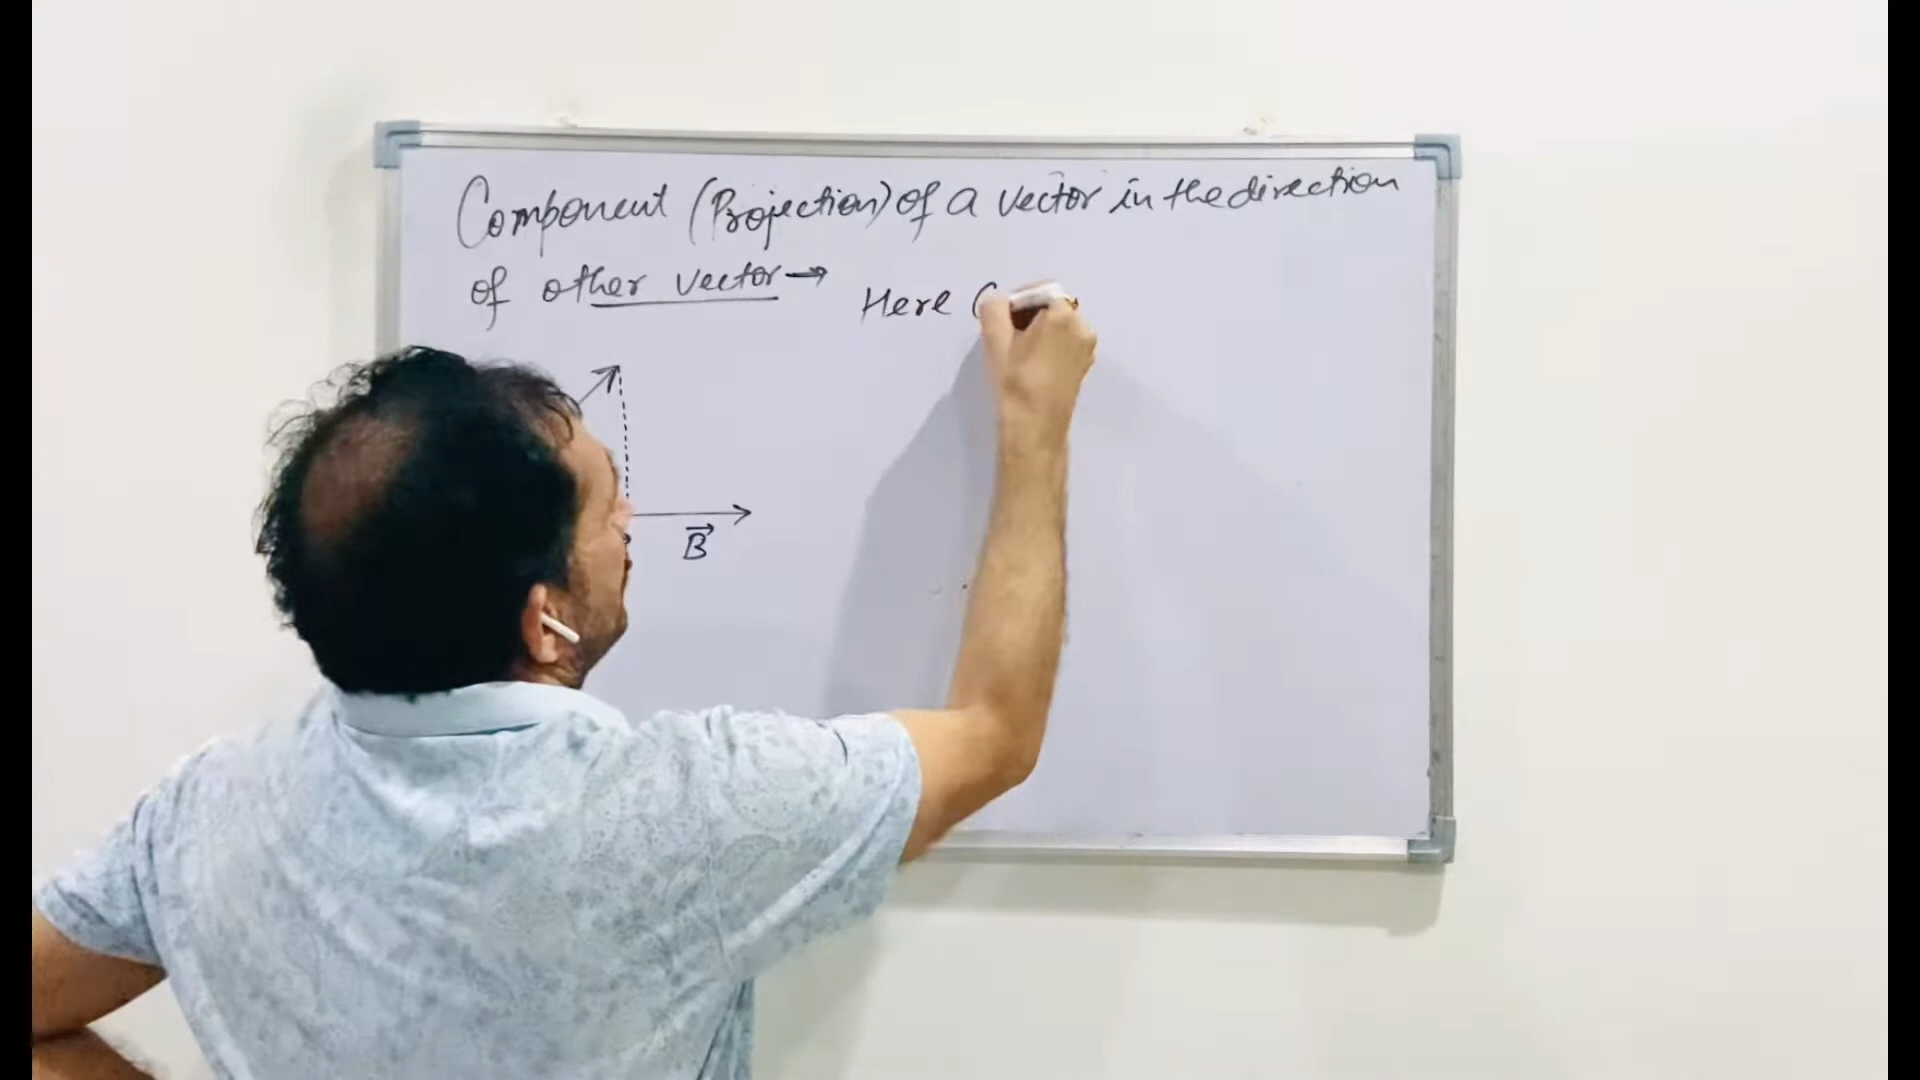 Component (Projection) of a vector in the direction
of other vector→
Here (
B⃗